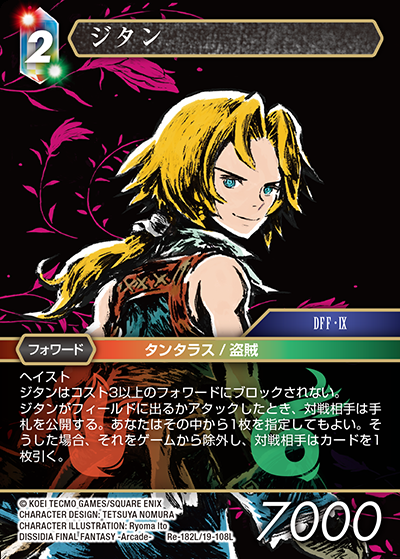 2
ジタン
DFF・IX
フォワード
タンタラス / 盗賊
ヘイスト
ジタンはコスト3以上のフォワードにブロックされない。
ジタンがフィールドに出るかアタックしたとき、対戦相手は手
札を公開する。あなたはその中から1枚を指定してもよい。そ
うした場合、それをゲームから除外し、対戦相手はカードを1
枚引く。
© KOEI TECMO GAMES/SQUARE ENIX
CHARACTER DESIGN: TETSUYA NOMURA
CHARACTER ILLUSTRATION: Ryoma Ito
DISSIDIA FINAL FANTASY -Arcade-
Re-182L/19-108L
7000